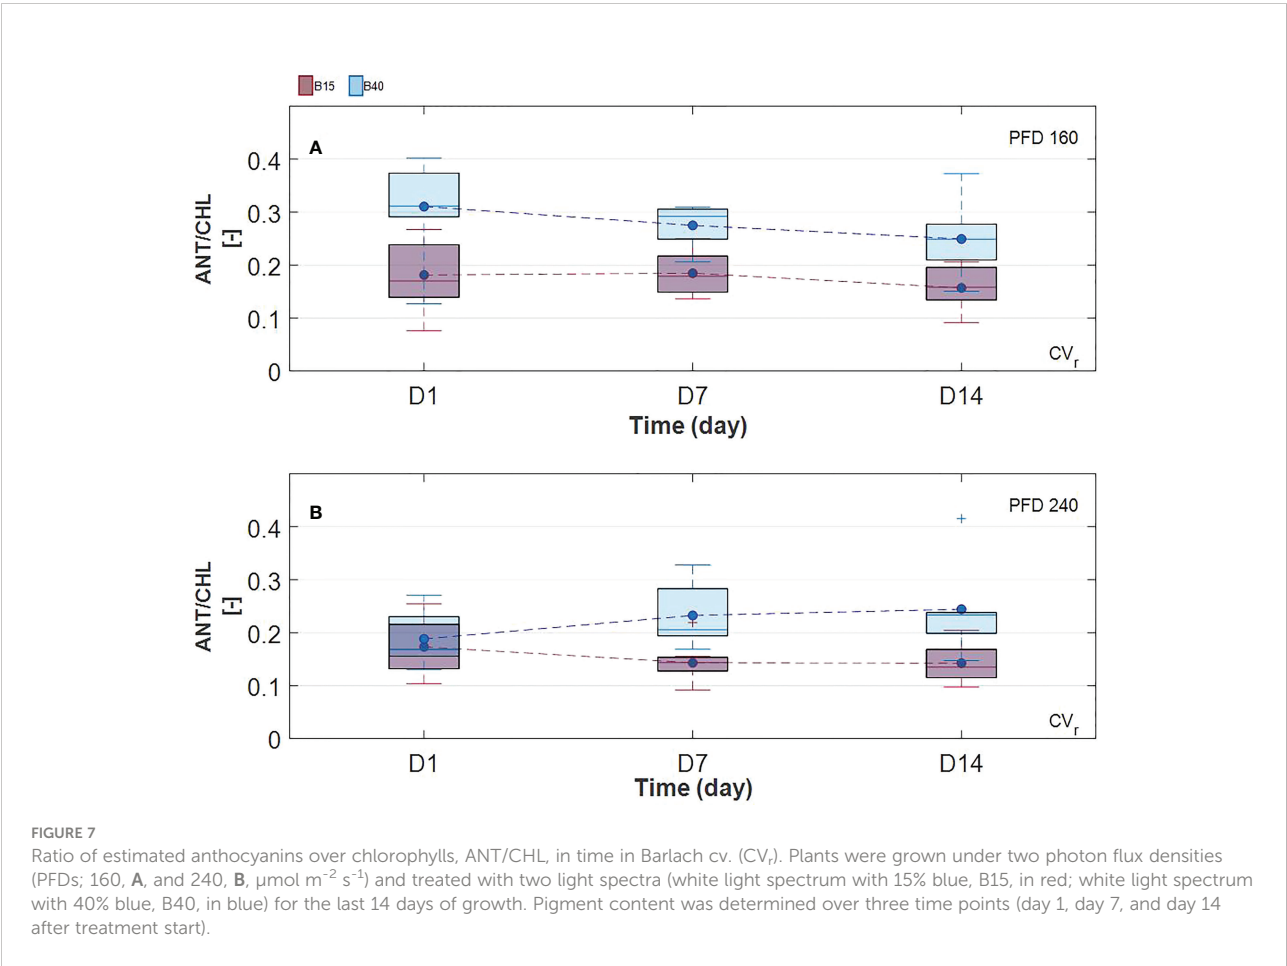 B15 B40
A
PFD 160
0.4
0.3
0.2
0.1
0
ANT/CHL
[-]
CVr
D1 D7 D14
Time (day)
B
PFD 240
0.4
0.3
0.2
0.1
0
ANT/CHL
[-]
CVr
D1 D7 D14
Time (day)
FIGURE 7
Ratio of estimated anthocyanins over chlorophylls, ANT/CHL, in time in Barlach cv. (CVr). Plants were grown under two photon flux densities
(PFDs; 160, A, and 240, B, μmol m-2 s-1) and treated with two light spectra (white light spectrum with 15% blue, B15, in red; white light spectrum
with 40% blue, B40, in blue) for the last 14 days of growth. Pigment content was determined over three time points (day 1, day 7, and day 14
after treatment start).